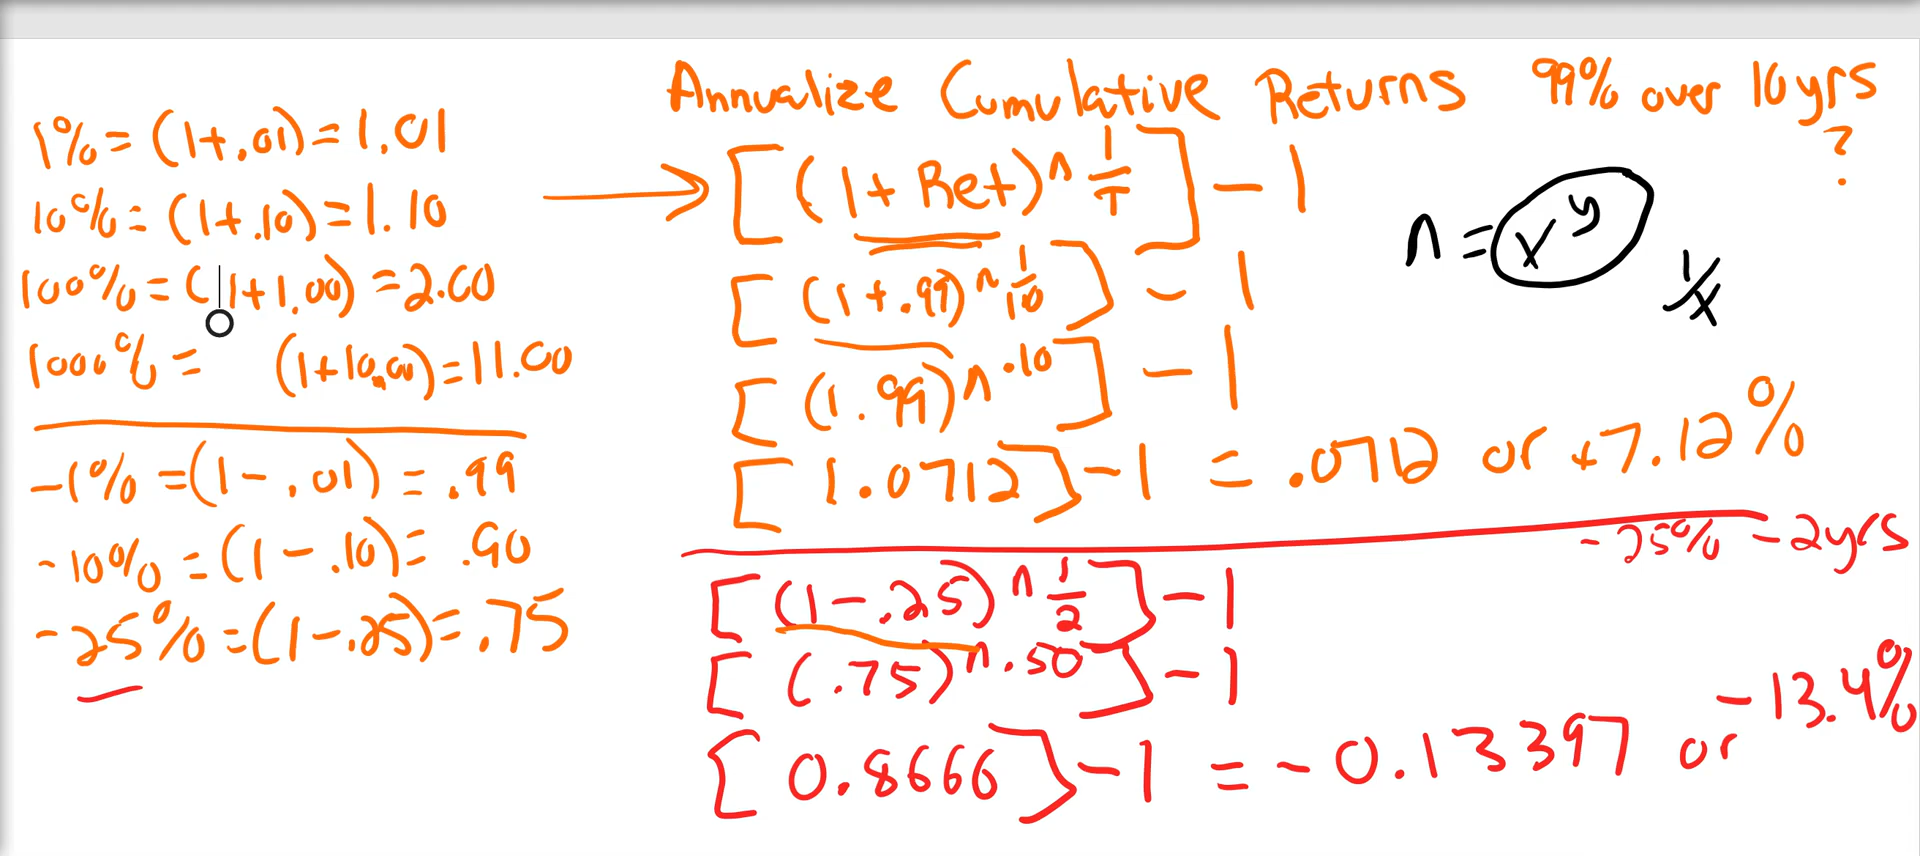 Annualize Cumulative Returns 99% over 10yrs ?
1% = (1+.01) = 1.01
10% = (1+.10) = 1.10
100% = (1+1.00) = 2.00
1000% = (1+10.00) = 11.00
-1% = (1-.01) = .99
-10% = (1-.10) = .90
-25% = (1-.25) = .75
[(1+Ret)^ 1/T] - 1
[(1+.99)^ 1/10] - 1
[(1.99)^ .10] - 1
[1.0712] - 1 = .0712 or +7.12%
n = x^y
1/x
-25% - 2yrs
[(1-.25)^ 1/2] - 1
[(.75)^ .50] - 1
[0.8666] - 1 = -0.13397 or -13.4%